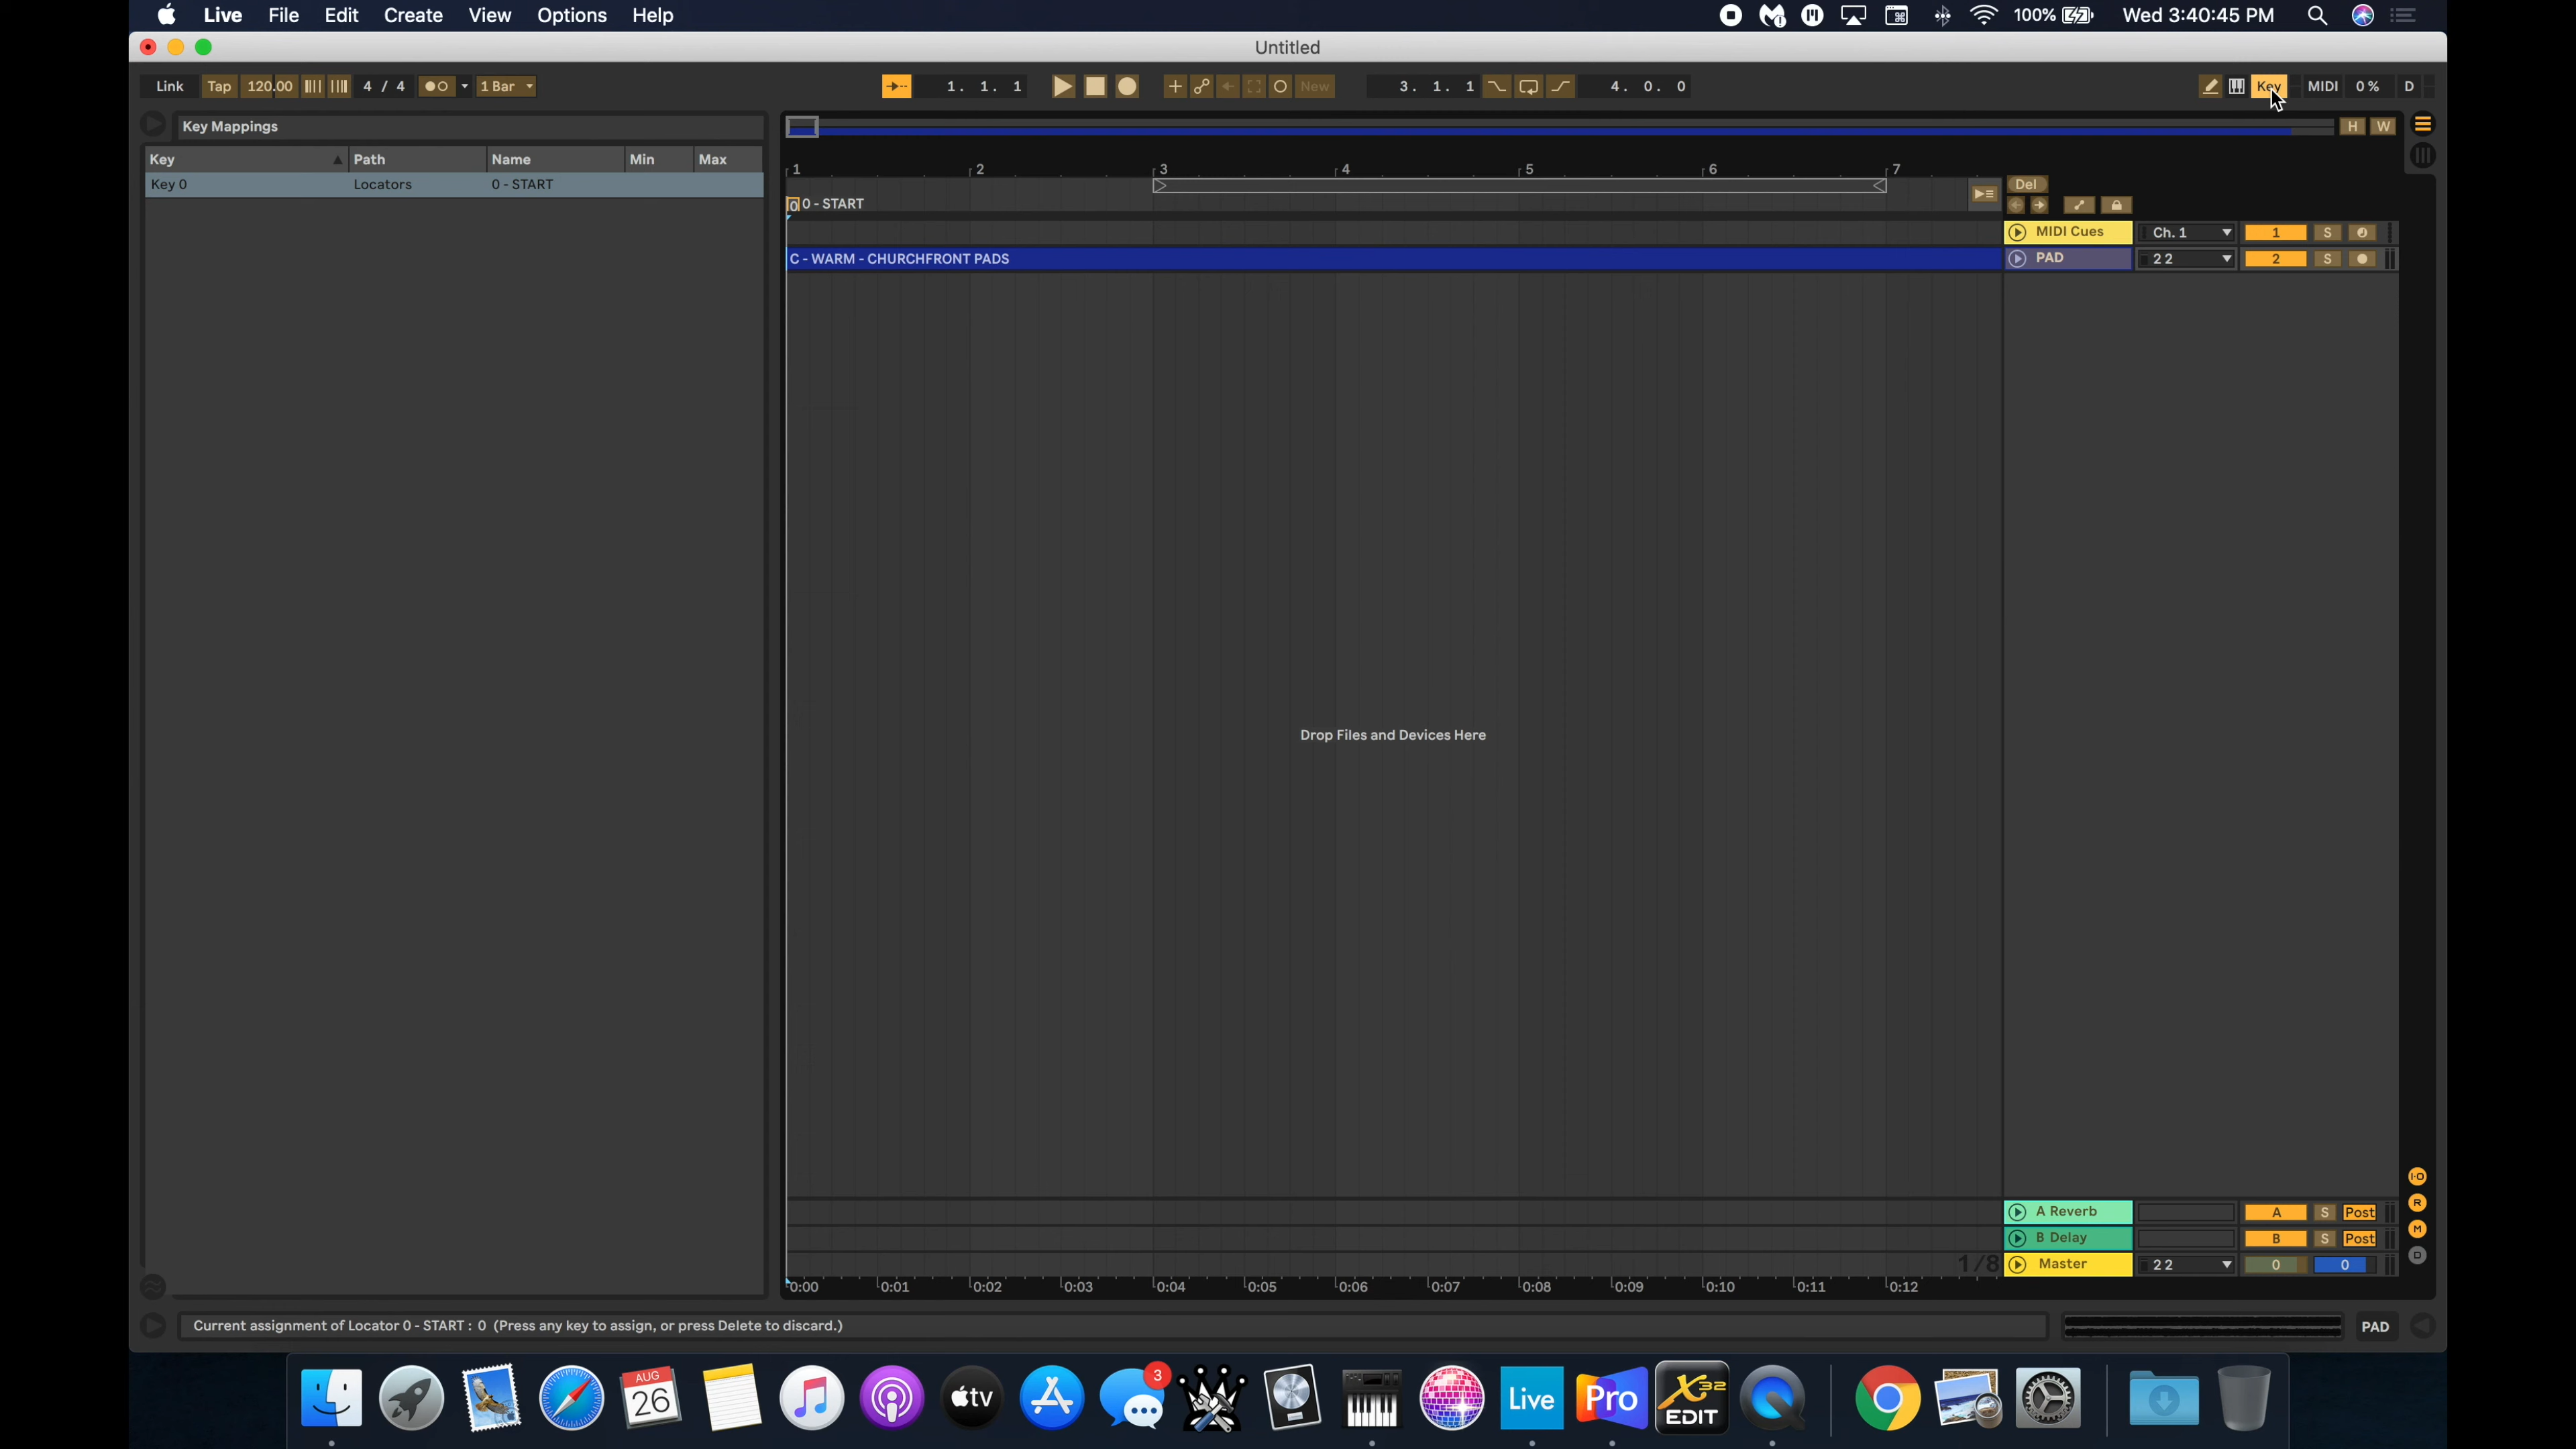 Live File Edit Create View Options Help 100% Wed 3:40:45 PM
Untitled
Link Tap 120.00 4 / 4 1 Bar 1. 1. 1 New 3. 1. 1 4. 0. 0 Key MIDI 0 % D
Key Mappings
H W
Key Path Name Min Max
Key 0 Locators 0 - START
1 2 3 4 5 6 7
Del
0 0 - START
MIDI Cues Ch. 1 1 S
C - WARM - CHURCHFRONT PADS
PAD 2 2 2 S
Drop Files and Devices Here
I-O
A Reverb A S Post
R
B Delay B S Post
M
1/8
Master 2 2 0 0
D
0:00 0:01 0:02 0:03 0:04 0:05 0:06 0:07 0:08 0:09 0:10 0:11 0:12
Current assignment of Locator 0 - START : 0 (Press any key to assign, or press Delete to discard.)
PAD
AUG
26
tv
3
Live
Pro
X32
EDIT